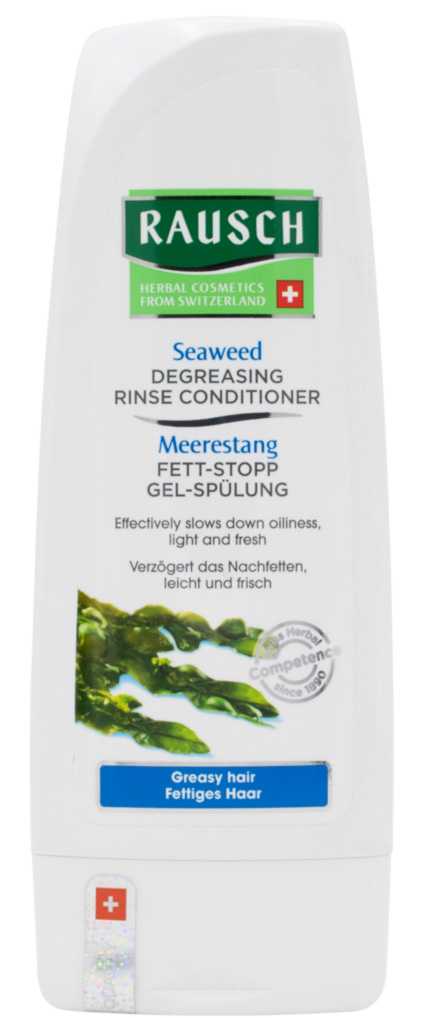 RAUSCH
HERBAL COSMETICS
FROM SWITZERLAND
Seaweed
DEGREASING
RINSE CONDITIONER
Meerestang
FETT-STOPP
GEL-SPÜLUNG
Effectively slows down oiliness,
light and fresh
Verzögert das Nachfetten,
leicht und frisch
Herbal
Competence
since 1890
Greasy hair
Fettiges Haar